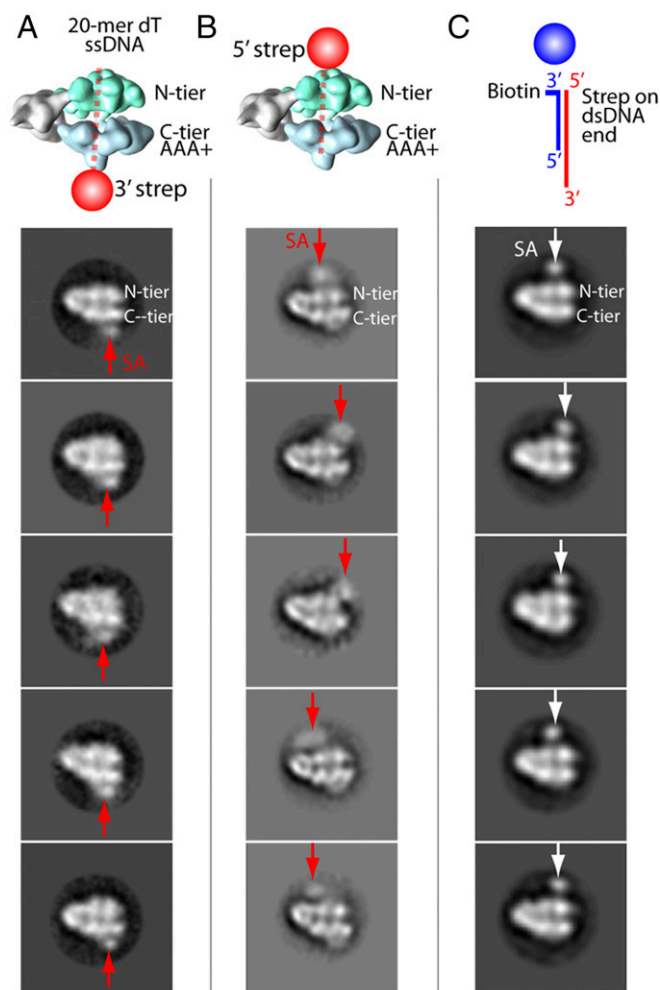 A
20-mer dT
ssDNA
N-tier
C-tier
AAA+
3’ strep
B
5’ strep
N-tier
C-tier
AAA+
C
3’ 5’
Biotin
Strep on
dsDNA
end
5’
3’
N-tier
C--tier
SA
SA
N-tier
C-tier
SA
N-tier
C-tier